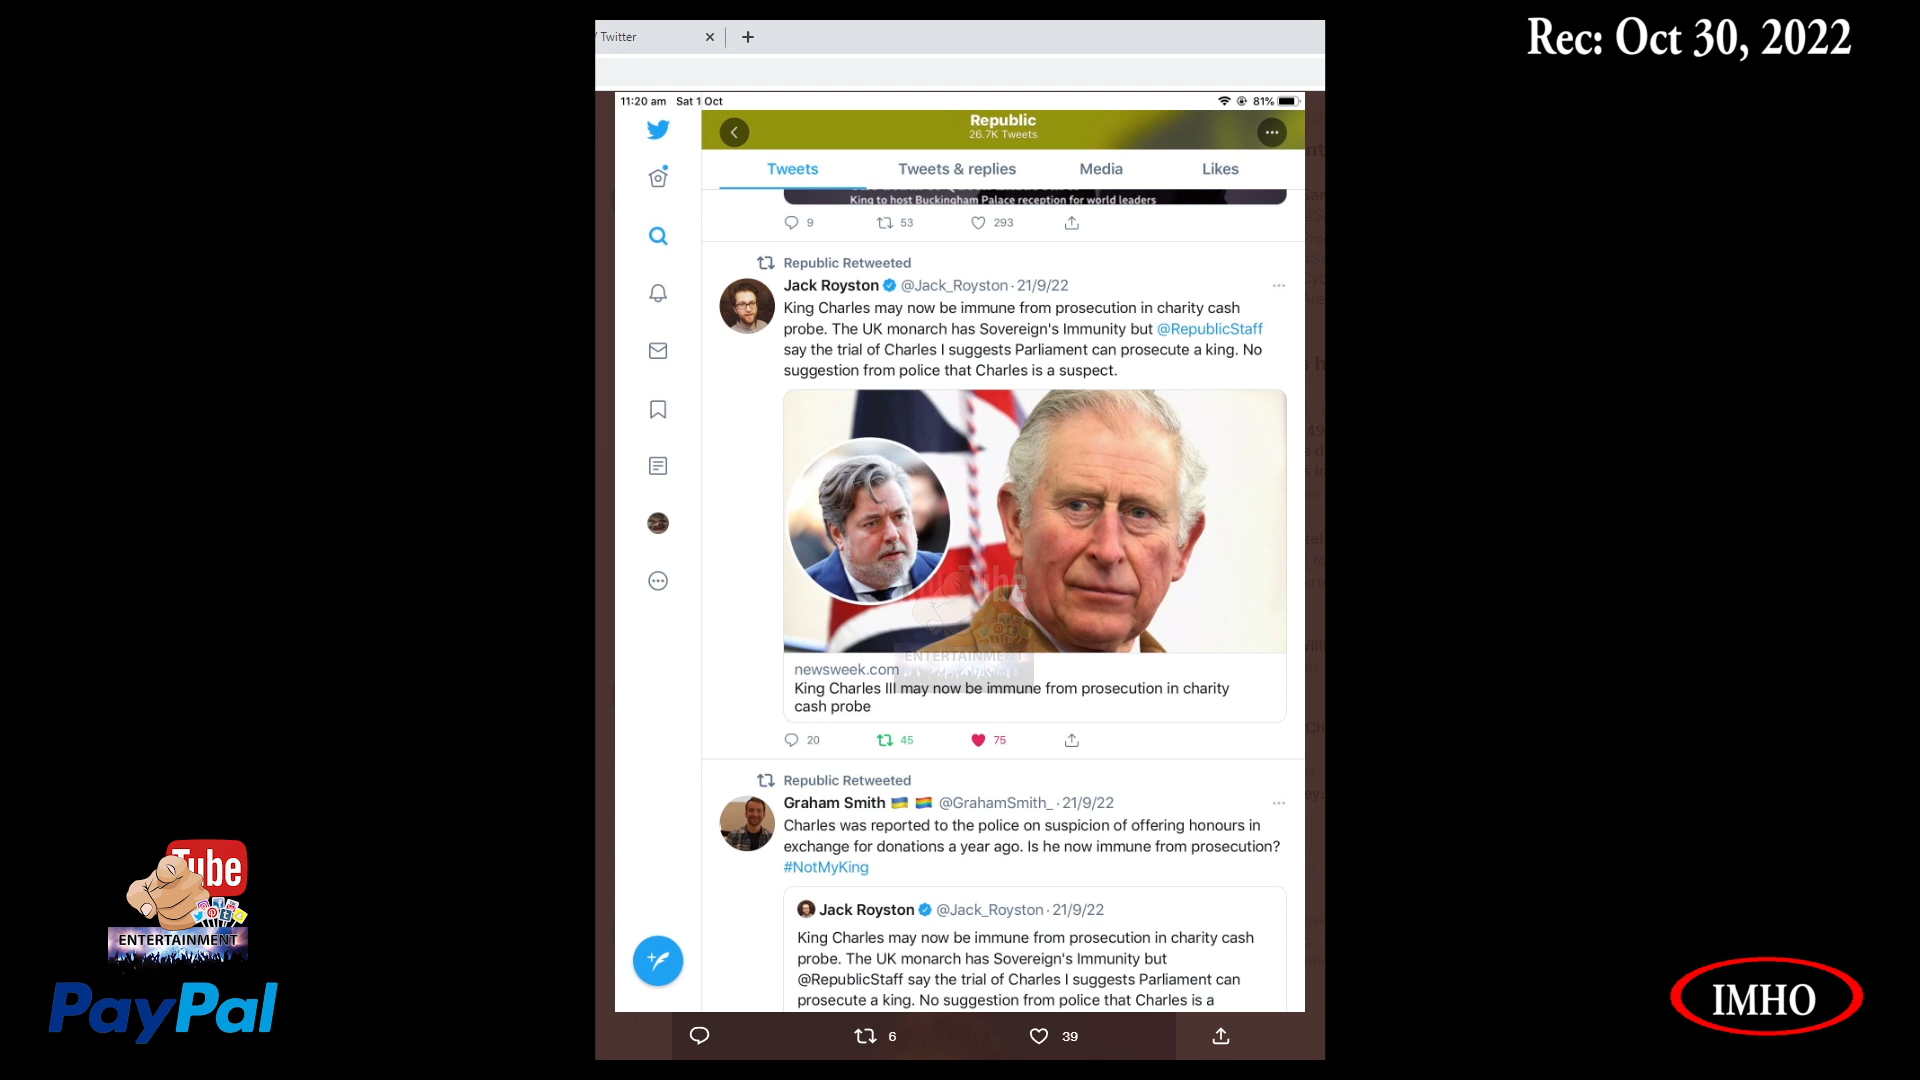 Rec: Oct 30, 2022
/ Twitter
11:20 am Sat 1 Oct
81%
Republic
26.7K Tweets
Tweets
Tweets & replies
Media
Likes
King to host Buckingham Palace reception for world leaders
9
53
293
Republic Retweeted
Jack Royston @Jack_Royston · 21/9/22
King Charles may now be immune from prosecution in charity cash
probe. The UK monarch has Sovereign's Immunity but @RepublicStaff
say the trial of Charles I suggests Parliament can prosecute a king. No
suggestion from police that Charles is a suspect.
Tube
ENTERTAINMENT
newsweek.com
King Charles III may now be immune from prosecution in charity
cash probe
20
45
75
Republic Retweeted
Graham Smith @GrahamSmith_ · 21/9/22
Charles was reported to the police on suspicion of offering honours in
exchange for donations a year ago. Is he now immune from prosecution?
#NotMyKing
Jack Royston @Jack_Royston · 21/9/22
King Charles may now be immune from prosecution in charity cash
probe. The UK monarch has Sovereign's Immunity but
@RepublicStaff say the trial of Charles I suggests Parliament can
prosecute a king. No suggestion from police that Charles is a
6
39
Tube
ENTERTAINMENT
PayPal
IMHO